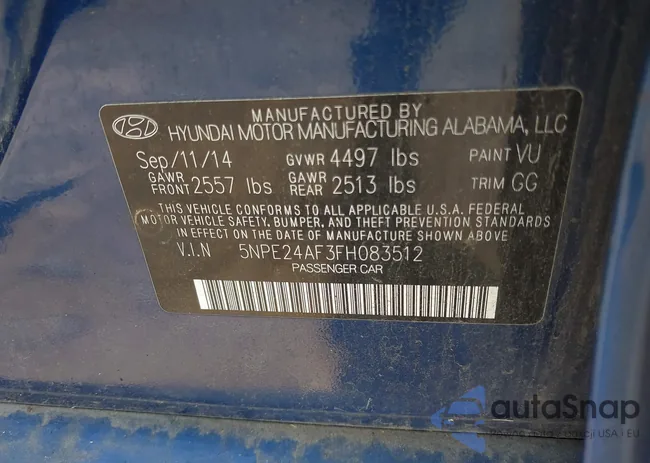 MANUFACTURED BY
HYUNDAI MOTOR MANUFACTURING ALABAMA, LLC
Sep/11/14 GVWR 4497 lbs PAINT VU
GAWR FRONT 2557 lbs GAWR REAR 2513 lbs TRIM GG
THIS VEHICLE CONFORMS TO ALL APPLICABLE U.S.A. FEDERAL
MOTOR VEHICLE SAFETY, BUMPER, AND THEFT PREVENTION STANDARDS
IN EFFECT ON THE DATE OF MANUFACTURE SHOWN ABOVE
V.I.N 5NPE24AF3FH083512
PASSENGER CAR
autoSnap
USA i EU